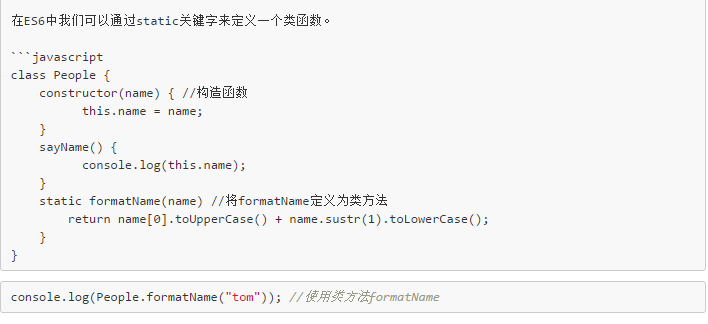 在ES6中我们可以通过static关键字来定义一个类函数。
```javascript
class People {
    constructor(name) { //构造函数
          this.name = name;
    }
    sayName() {
          console.log(this.name);
    }
    static formatName(name) //将formatName定义为类方法
        return name[0].toUpperCase() + name.sustr(1).toLowerCase();
    }
}
console.log(People.formatName("tom")); //使用类方法formatName